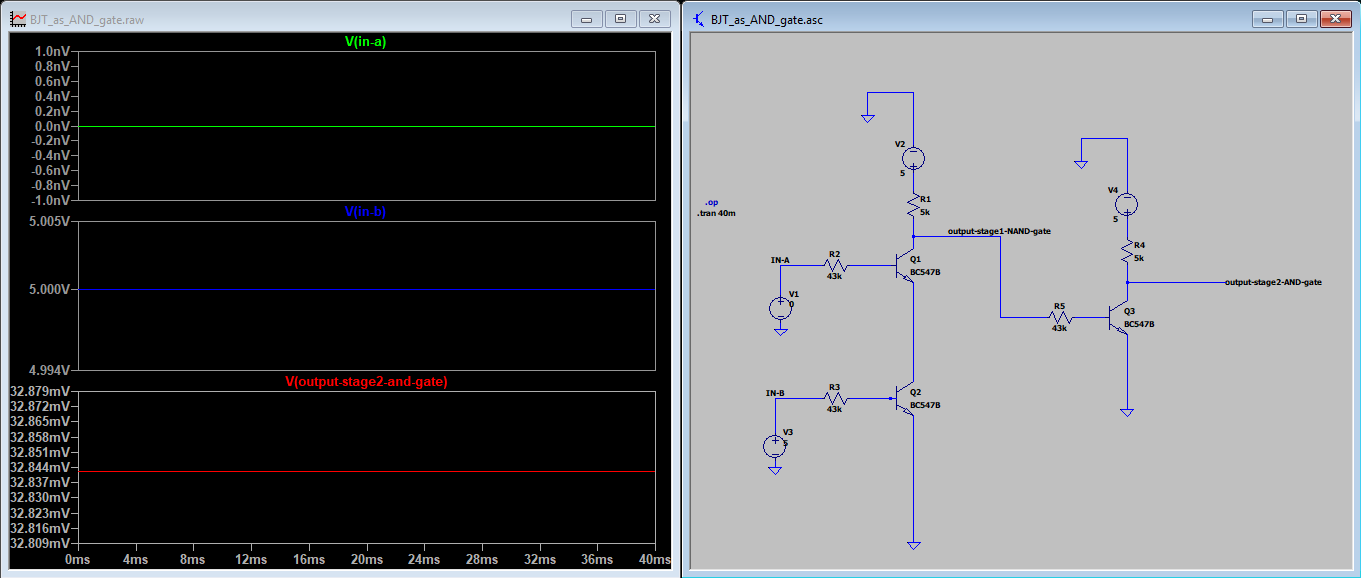 BJT_as_AND_gate.raw
V(in-a)
1.0nV
0.8nV
0.6nV
0.4nV
0.2nV
0.0nV
-0.2nV
-0.4nV
-0.6nV
-0.8nV
-1.0nV
V(in-b)
5.005V
5.000V
4.994V
V(output-stage2-and-gate)
32.879mV
32.872mV
32.865mV
32.858mV
32.851mV
32.844mV
32.837mV
32.830mV
32.823mV
32.816mV
32.809mV
0ms 4ms 8ms 12ms 16ms 20ms 24ms 28ms 32ms 36ms 40ms
BJT_as_AND_gate.asc
.op
.tran 40m
V2
5
R1
5k
output-stage1-NAND-gate
IN-A
R2
43k
Q1
BC547B
V1
0
IN-B
R3
43k
Q2
BC547B
V3
5
V4
5
R4
5k
output-stage2-AND-gate
R5
43k
Q3
BC547B